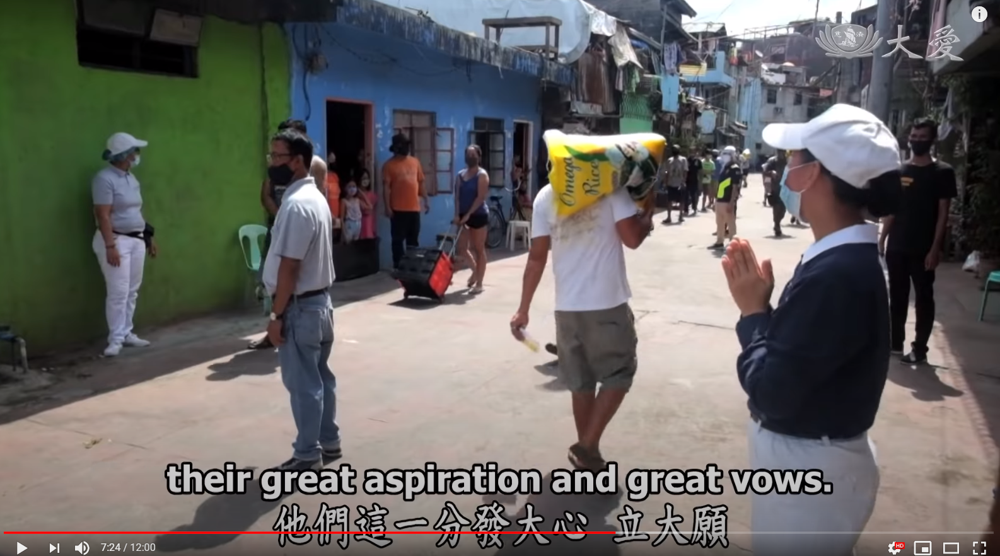 大愛
Omega
Rice
their great aspiration and great vows.
他們這一分發大心 立大願
7:24 / 12:00
HD